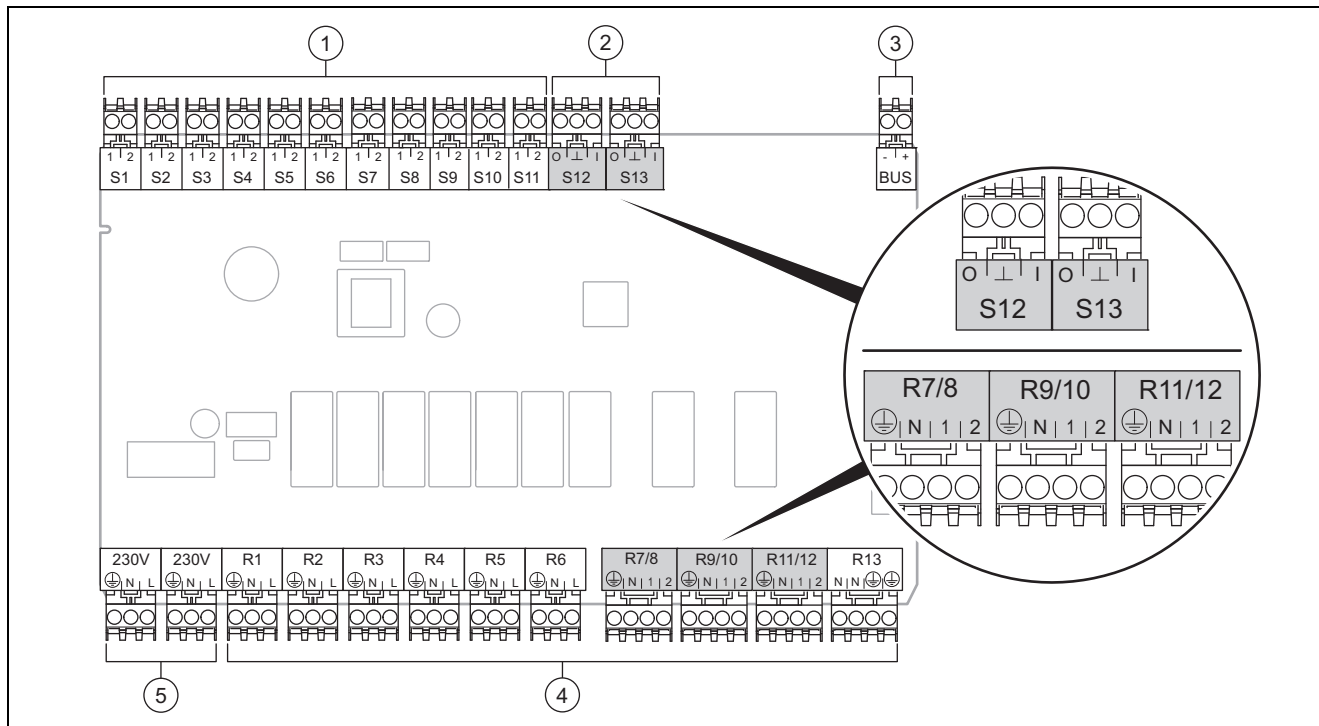 1 2 3
1 2 1 2 1 2 1 2 1 2 1 2 1 2 1 2 1 2 1 2 1 2 O ⊥ I O ⊥ I - +
S1 S2 S3 S4 S5 S6 S7 S8 S9 S10 S11 S12 S13 BUS
O ⊥ I O ⊥ I
S12 S13
R7/8 R9/10 R11/12
⏚ N 1 2 ⏚ N 1 2 ⏚ N 1 2
230V 230V R1 R2 R3 R4 R5 R6 R7/8 R9/10 R11/12 R13
⏚ N L ⏚ N L ⏚ N L ⏚ N L ⏚ N L ⏚ N L ⏚ N L ⏚ N L ⏚ N 1 2 ⏚ N 1 2 ⏚ N 1 2 N N ⏚ ⏚
5 4